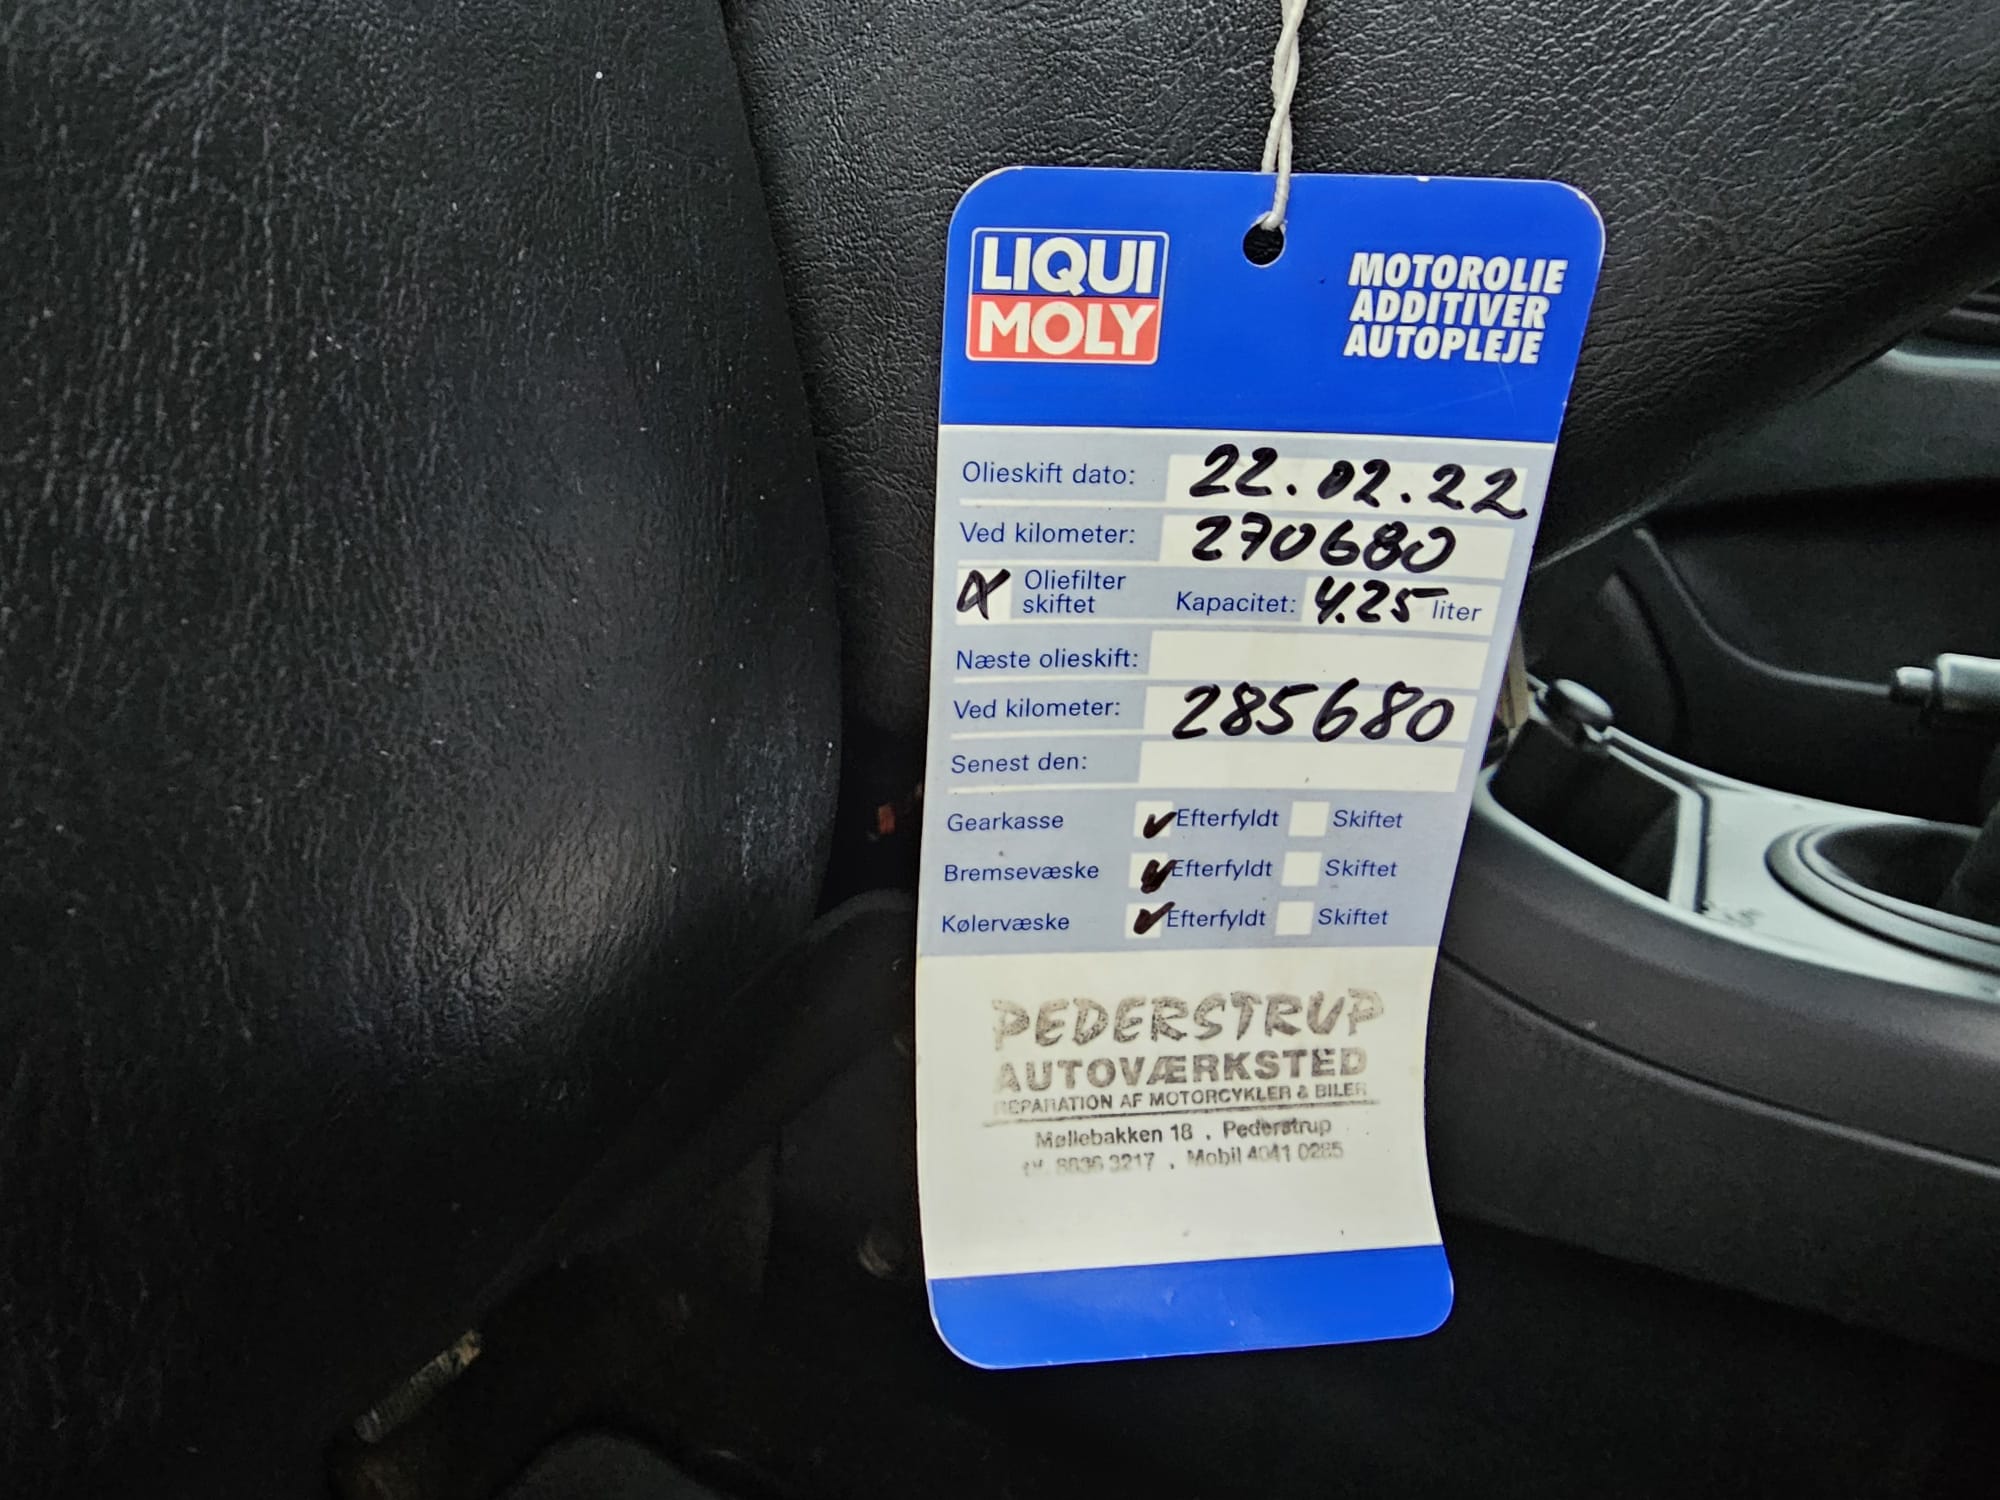 LIQUI
MOLY
MOTOROLIE
ADDITIVER
AUTOPLEJE
Olieskift dato: 22.02.22
Ved kilometer: 270680
Oliefilter
skiftet
Kapacitet: 4.25 liter
Næste olieskift:
Ved kilometer: 285680
Senest den:
Gearkasse Efterfyldt Skiftet
Bremsevæske Efterfyldt Skiftet
Kølervæske Efterfyldt Skiftet
PEDERSTRUP
AUTOVÆRKSTED
REPARATION AF MOTORCYKLER & BILER
Møllebakken 18 . Pederstrup
3217 . Mobil 4041 0285